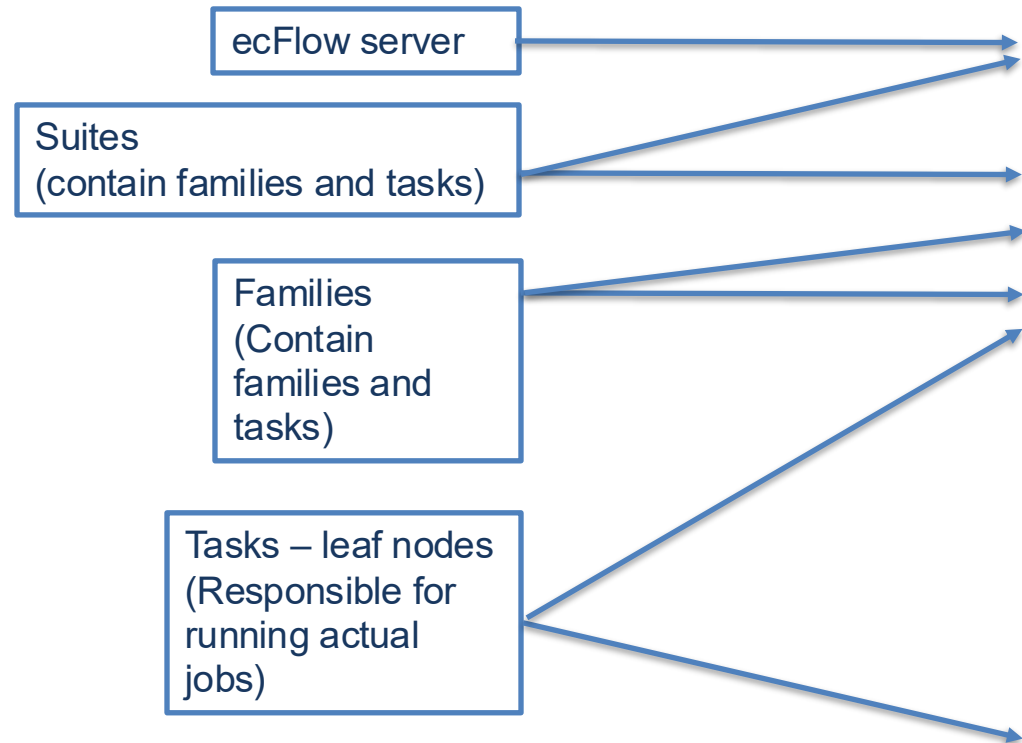 ecFlow server
Suites
(contain families and tasks)
Families
(Contain
families and
tasks)
Tasks – leaf nodes
(Responsible for
running actual
jobs)